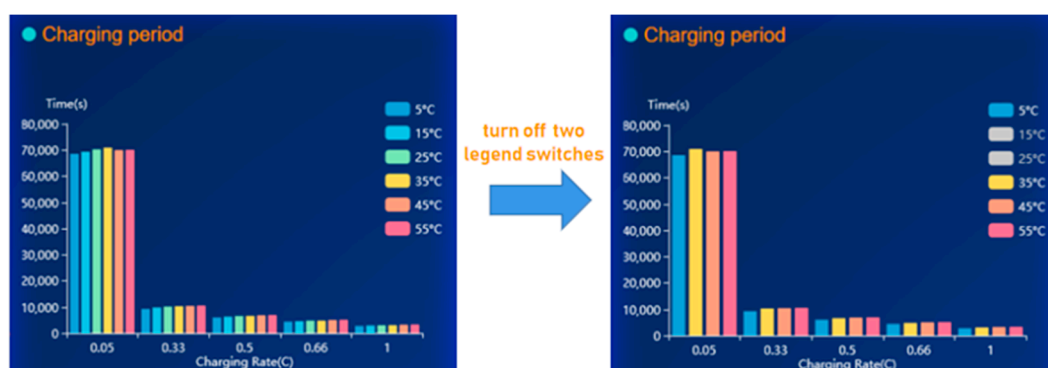 Charging period
Time(s)
80,000
70,000
60,000
50,000
40,000
30,000
20,000
10,000
0
0.05 0.33 0.5 0.66 1
Charging Rate(C)
5°C
15°C
25°C
35°C
45°C
55°C
turn off two
legend switches
Charging period
Time(s)
80,000
70,000
60,000
50,000
40,000
30,000
20,000
10,000
0
0.05 0.33 0.5 0.66 1
Charging Rate(C)
5°C
15°C
25°C
35°C
45°C
55°C